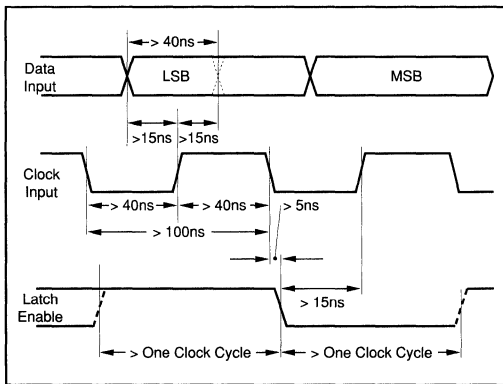 > 40ns
Data
Input
LSB
MSB
>15ns
>15ns
Clock
Input
> 40ns
> 40ns
> 5ns
> 100ns
> 15ns
Latch
Enable
> One Clock Cycle
> One Clock Cycle